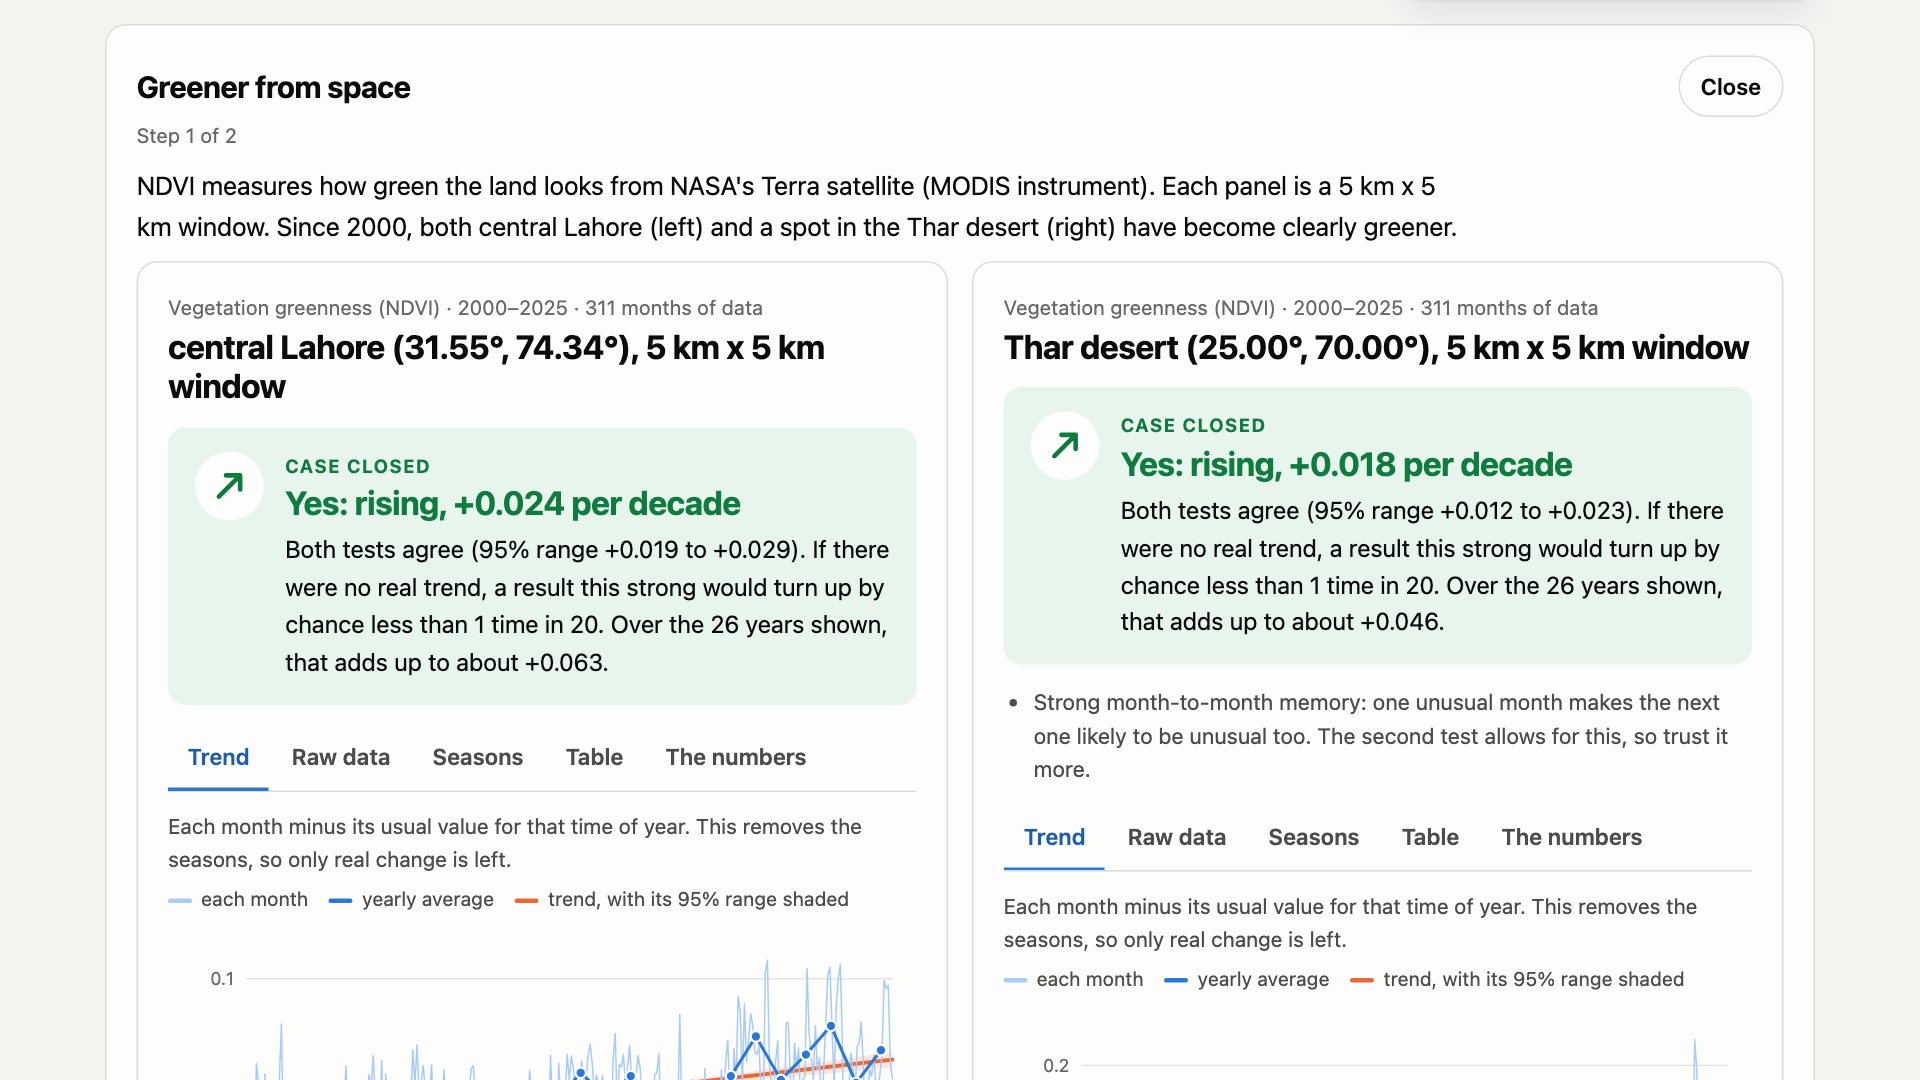 Greener from space
Close
Step 1 of 2
NDVI measures how green the land looks from NASA's Terra satellite (MODIS instrument). Each panel is a 5 km x 5
km window. Since 2000, both central Lahore (left) and a spot in the Thar desert (right) have become clearly greener.
Vegetation greenness (NDVI) · 2000–2025 · 311 months of data
central Lahore (31.55°, 74.34°), 5 km x 5 km
window
CASE CLOSED
Yes: rising, +0.024 per decade
Both tests agree (95% range +0.019 to +0.029). If there
were no real trend, a result this strong would turn up by
chance less than 1 time in 20. Over the 26 years shown,
that adds up to about +0.063.
Trend Raw data Seasons Table The numbers
Each month minus its usual value for that time of year. This removes the
seasons, so only real change is left.
each month yearly average trend, with its 95% range shaded
0.1
Vegetation greenness (NDVI) · 2000–2025 · 311 months of data
Thar desert (25.00°, 70.00°), 5 km x 5 km window
CASE CLOSED
Yes: rising, +0.018 per decade
Both tests agree (95% range +0.012 to +0.023). If there
were no real trend, a result this strong would turn up by
chance less than 1 time in 20. Over the 26 years shown,
that adds up to about +0.046.
• Strong month-to-month memory: one unusual month makes the next
one likely to be unusual too. The second test allows for this, so trust it
more.
Trend Raw data Seasons Table The numbers
Each month minus its usual value for that time of year. This removes the
seasons, so only real change is left.
each month yearly average trend, with its 95% range shaded
0.2